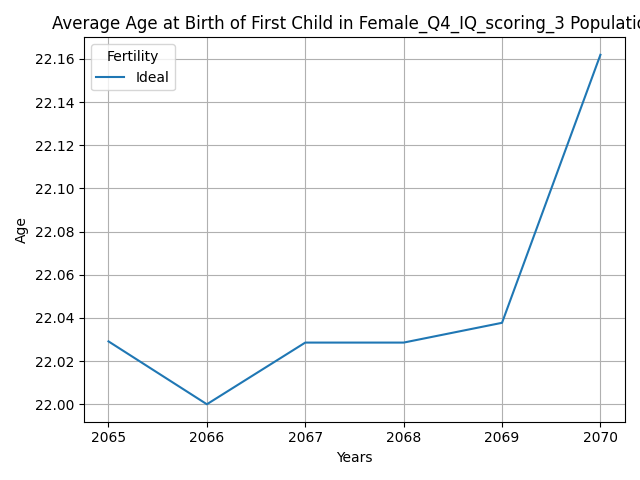 Average Age at Birth of First Child in Female_Q4_IQ_scoring_3 Populatio
Fertility
Ideal
22.16
22.14
22.12
22.10
22.08
22.06
22.04
22.02
22.00
Age
2065 2066 2067 2068 2069 2070
Years